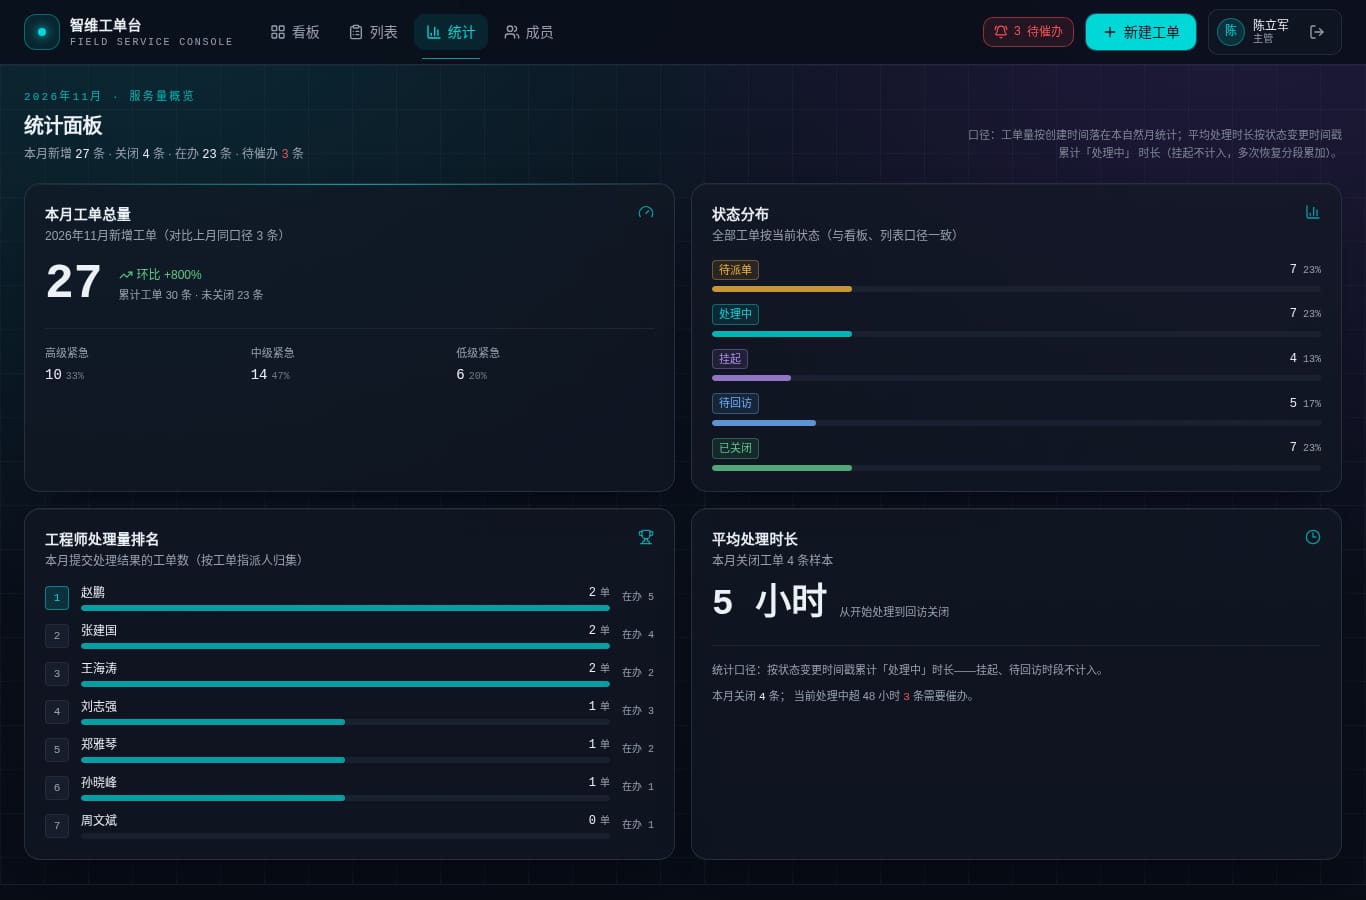 智维工单台
FIELD SERVICE CONSOLE
看板
列表
统计
成员
3 待催办
新建工单
陈
陈立军
主管
2026年11月 · 服务量概览
统计面板
本月新增 27 条 · 关闭 4 条 · 在办 23 条 · 待催办 3 条
口径：工单量按创建时间落在本自然月统计；平均处理时长按状态变更时间戳
累计「处理中」 时长（挂起不计入，多次恢复分段累加）。
本月工单总量
2026年11月新增工单（对比上月同口径 3 条）
27
环比 +800%
累计工单 30 条 · 未关闭 23 条
高级紧急
10 33%
中级紧急
14 47%
低级紧急
6 20%
状态分布
全部工单按当前状态（与看板、列表口径一致）
待派单 7 23%
处理中 7 23%
挂起 4 13%
待回访 5 17%
已关闭 7 23%
工程师处理量排名
本月提交处理结果的工单数（按工单指派人归集）
1 赵鹏 2 单 在办 5
2 张建国 2 单 在办 4
3 王海涛 2 单 在办 2
4 刘志强 1 单 在办 3
5 郑雅琴 1 单 在办 2
6 孙晓峰 1 单 在办 1
7 周文斌 0 单 在办 1
平均处理时长
本月关闭工单 4 条样本
5 小时 从开始处理到回访关闭
统计口径：按状态变更时间戳累计「处理中」时长——挂起、待回访时段不计入。
本月关闭 4 条； 当前处理中超 48 小时 3 条需要催办。